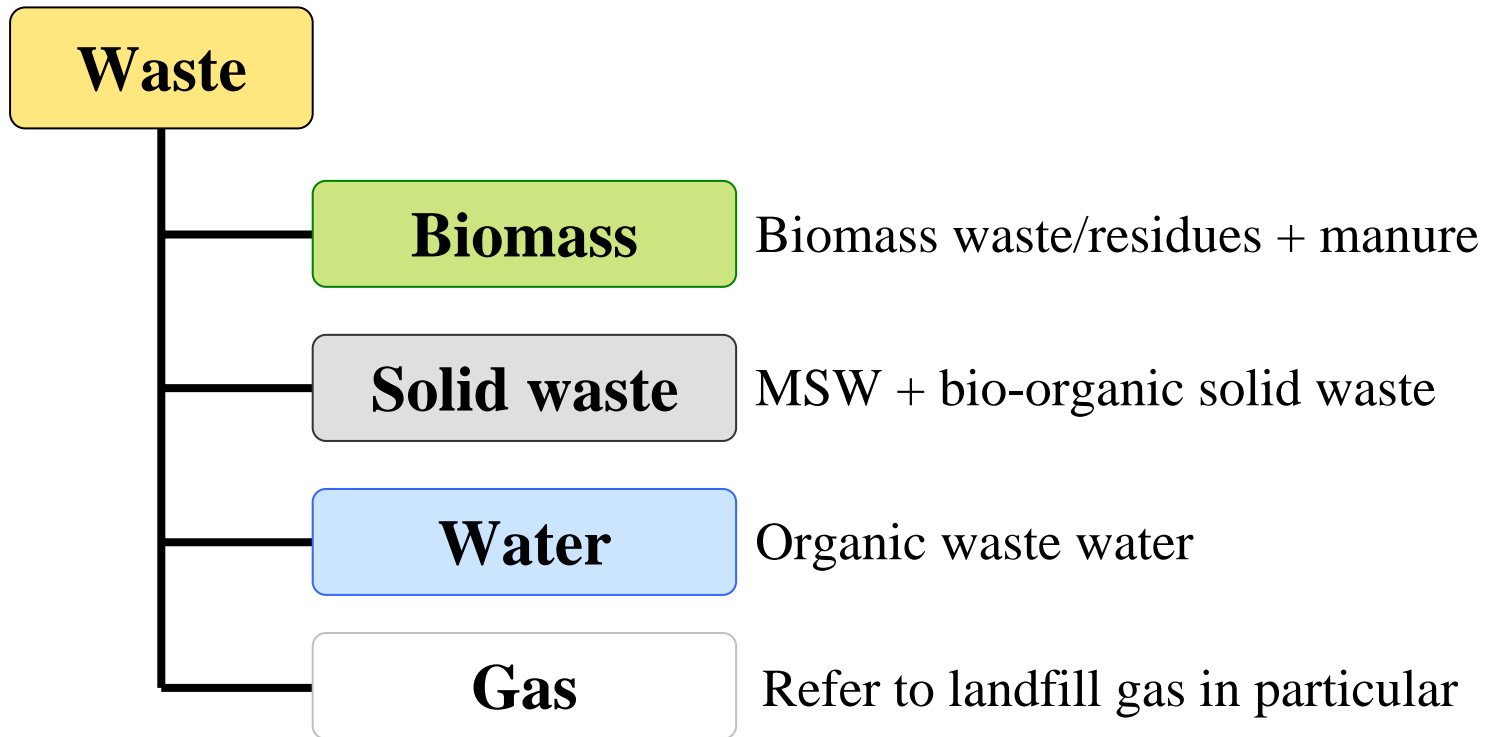 Waste
Biomass Biomass waste/residues + manure
Solid waste MSW + bio-organic solid waste
Water Organic waste water
Gas Refer to landfill gas in particular